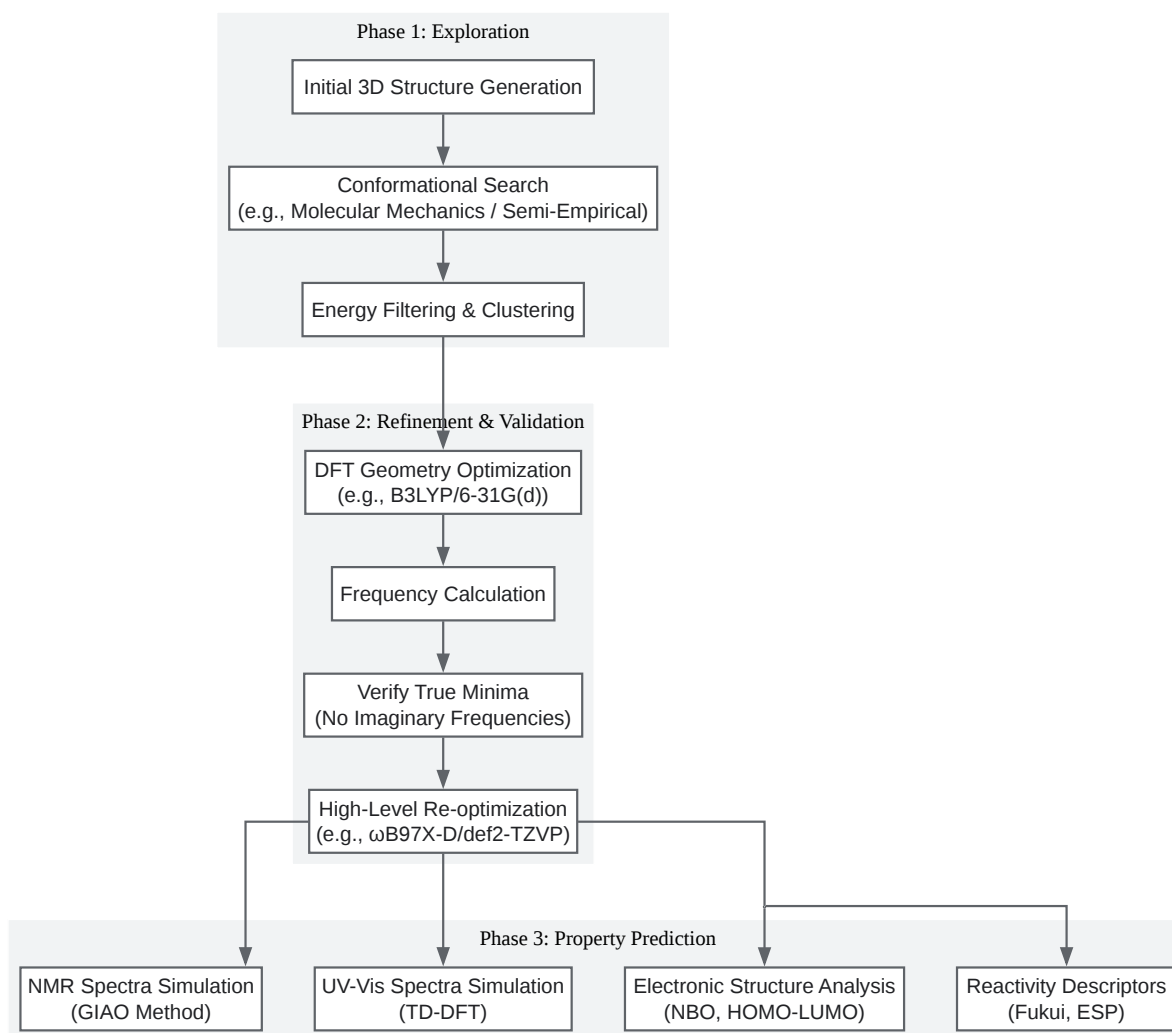 Phase 1: Exploration
Initial 3D Structure Generation
Conformational Search
(e.g., Molecular Mechanics / Semi-Empirical)
Energy Filtering & Clustering
Phase 2: Refinement & Validation
DFT Geometry Optimization
(e.g., B3LYP/6-31G(d))
Frequency Calculation
Verify True Minima
(No Imaginary Frequencies)
High-Level Re-optimization
(e.g., ωB97X-D/def2-TZVP)
Phase 3: Property Prediction
NMR Spectra Simulation
(GIAO Method)
UV-Vis Spectra Simulation
(TD-DFT)
Electronic Structure Analysis
(NBO, HOMO-LUMO)
Reactivity Descriptors
(Fukui, ESP)